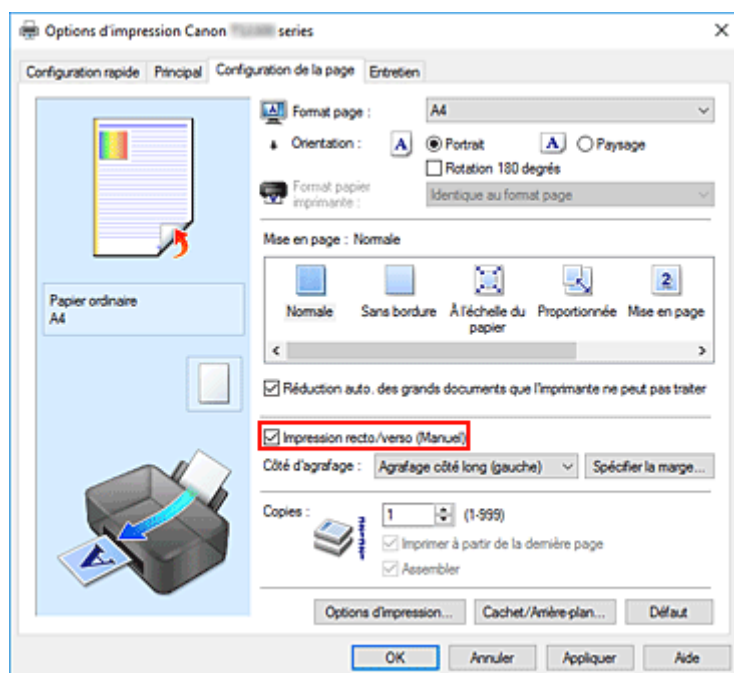 Options d'impression Canon series
Configuration rapide Principal Configuration de la page Entretien
Format page : A4
Orientation : A Portrait A Paysage
Rotation 180 degrés
Format papier imprimante : Identique au format page
Mise en page : Normale
2
Normale Sans bordure À l'échelle du papier Proportionnée Mise en page
Papier ordinaire
A4
Réduction auto. des grands documents que l'imprimante ne peut pas traiter
Impression recto/verso (Manuel)
Côté d'agrafage : Agrafage côté long (gauche) Spécifier la marge...
Copies : 1 (1-999)
Imprimer à partir de la dernière page
Assembler
A
Options d'impression... Cachet/Arrière-plan... Défaut
OK Annuler Appliquer Aide